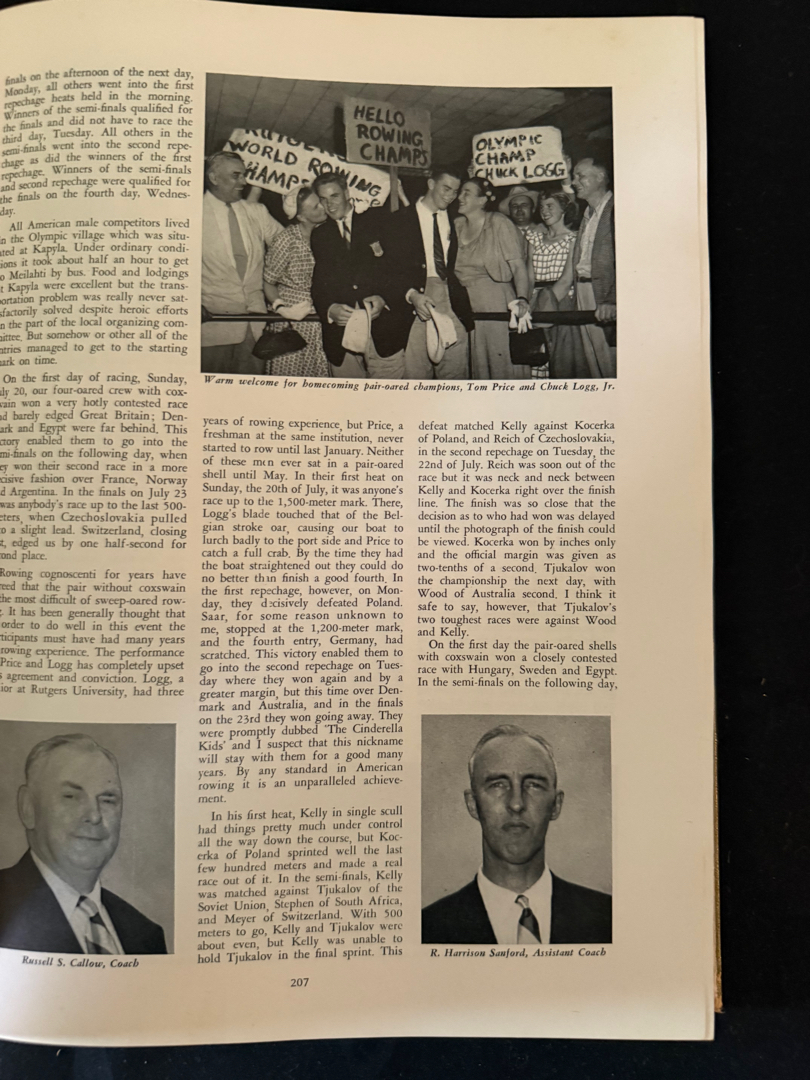 finals on the afternoon of the next day,
Monday, all others went into the first
repechage heats held in the morning.
Winners of the semi-finals qualified for
the finals and did not have to race the
third day, Tuesday. All others in the
semi-finals went into the second repe-
chage as did the winners of the first
repechage. Winners of the semi-finals
and second repechage were qualified for
the finals on the fourth day, Wednes-
day.
All American male competitors lived
in the Olympic village which was situ-
ated at Kapyla. Under ordinary condi-
ions it took about half an hour to get
o Meilahti by bus. Food and lodgings
t Kapyla were excellent but the trans-
ortation problem was really never sat-
sfactorily solved despite heroic efforts
n the part of the local organizing com-
ittee. But somehow or other all of the
ntries managed to get to the starting
ark on time.
On the first day of racing, Sunday,
uly 20, our four-oared crew with cox-
wain won a very hotly contested race
nd barely edged Great Britain; Den-
ark and Egypt were far behind. This
ctory enabled them to go into the
mi-finals on the following day, when
ey won their second race in a more
cisive fashion over France, Norway
d Argentina. In the finals on July 23
was anybody's race up to the last 500-
eters, when Czechoslovakia pulled
o a slight lead. Switzerland, closing
t, edged us by one half-second for
ond place.
Rowing cognoscenti for years have
eed that the pair without coxswain
the most difficult of sweep-oared row-
. It has been generally thought that
order to do well in this event the
ticipants must have had many years
rowing experience. The performance
Price and Logg has completely upset
s agreement and conviction. Logg, a
ior at Rutgers University, had three
Russell S. Callow, Coach
RUTGERS
WORLD ROWING
CHAMPS
HELLO
ROWING
CHAMPS
OLYMPIC
CHAMP
CHUCK LOGG
Warm welcome for homecoming pair-oared champions, Tom Price and Chuck Logg, Jr.
years of rowing experience, but Price, a
freshman at the same institution, never
started to row until last January. Neither
of these men ever sat in a pair-oared
shell until May. In their first heat on
Sunday, the 20th of July, it was anyone's
race up to the 1,500-meter mark. There,
Logg's blade touched that of the Bel-
gian stroke oar, causing our boat to
lurch badly to the port side and Price to
catch a full crab. By the time they had
the boat straightened out they could do
no better than finish a good fourth. In
the first repechage, however, on Mon-
day, they decisively defeated Poland.
Saar, for some reason unknown to
me, stopped at the 1,200-meter mark,
and the fourth entry, Germany, had
scratched. This victory enabled them to
go into the second repechage on Tues-
day where they won again and by a
greater margin, but this time over Den-
mark and Australia, and in the finals
on the 23rd they won going away. They
were promptly dubbed 'The Cinderella
Kids' and I suspect that this nickname
will stay with them for a good many
years. By any standard in American
rowing it is an unparalleled achieve-
ment.
In his first heat, Kelly in single scull
had things pretty much under control
all the way down the course, but Koc-
erka of Poland sprinted well the last
few hundred meters and made a real
race out of it. In the semi-finals, Kelly
was matched against Tjukalov of the
Soviet Union, Stephen of South Africa,
and Meyer of Switzerland. With 500
meters to go, Kelly and Tjukalov were
about even, but Kelly was unable to
hold Tjukalov in the final sprint. This
defeat matched Kelly against Kocerka
of Poland, and Reich of Czechoslovakia,
in the second repechage on Tuesday, the
22nd of July. Reich was soon out of the
race but it was neck and neck between
Kelly and Kocerka right over the finish
line. The finish was so close that the
decision as to who had won was delayed
until the photograph of the finish could
be viewed. Kocerka won by inches only
and the official margin was given as
two-tenths of a second. Tjukalov won
the championship the next day, with
Wood of Australia second. I think it
safe to say, however, that Tjukalov's
two toughest races were against Wood
and Kelly.
On the first day the pair-oared shells
with coxswain won a closely contested
race with Hungary, Sweden and Egypt.
In the semi-finals on the following day,
R. Harrison Sanford, Assistant Coach
207